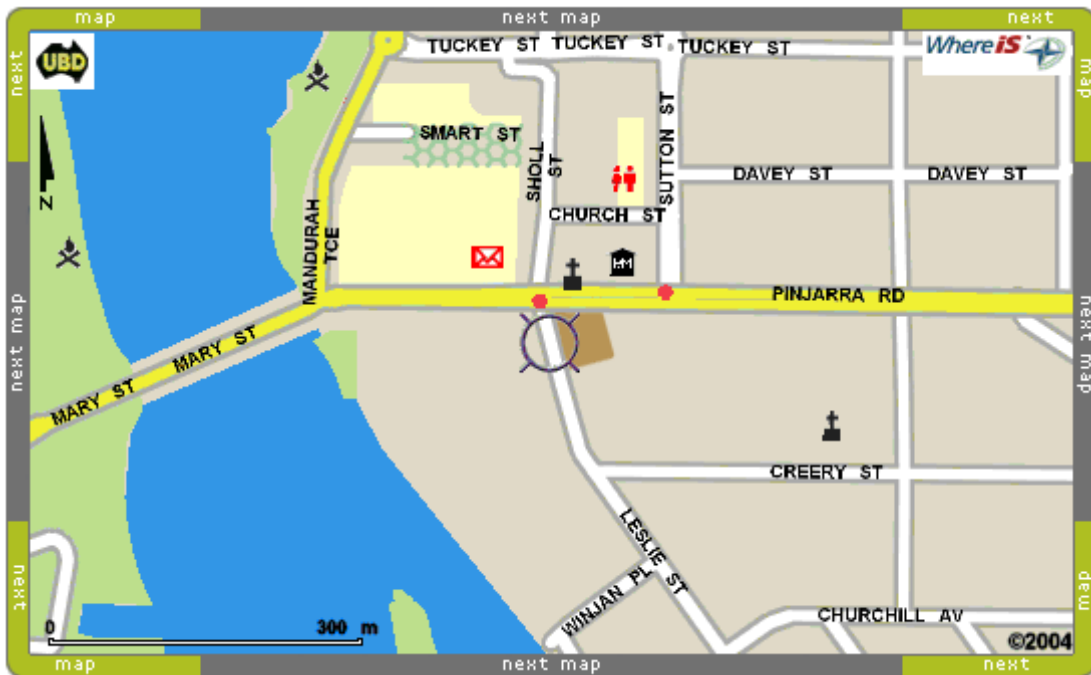 map
next map
next
TUCKEY ST
TUCKEY ST
TUCKEY ST
UBD
WhereiS
next
map
SMART ST
SHOLL ST
SUTTON ST
N
DAVEY ST
DAVEY ST
CHURCH ST
MANDURAH TCE
HM
PINJARRA RD
next map
next map
MARY ST
MARY ST
CREERY ST
LESLIE ST
WINJAN PL
next
map
CHURCHILL AV
0
300 m
©2004
map
next map
next